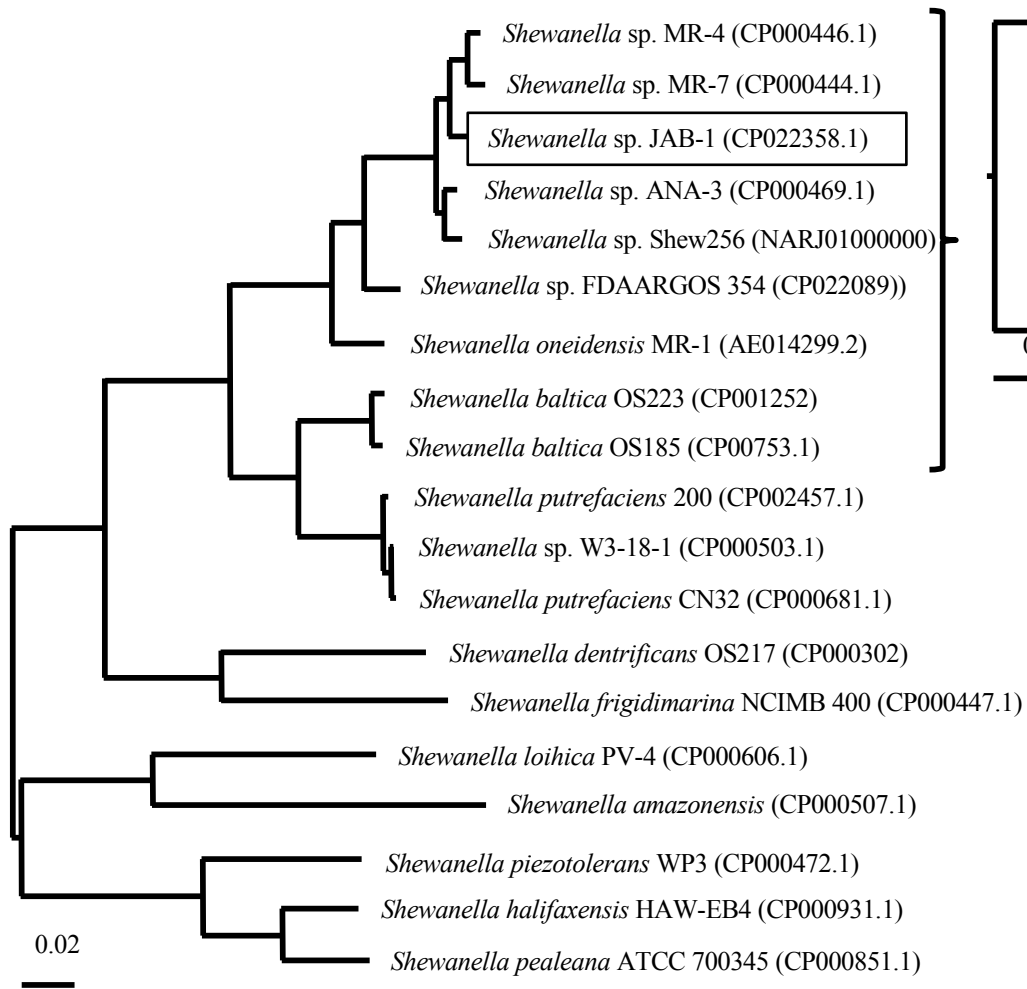 Shewanella sp. MR-4 (CP000446.1)
Shewanella sp. MR-7 (CP000444.1)
Shewanella sp. JAB-1 (CP022358.1)
Shewanella sp. ANA-3 (CP000469.1)
Shewanella sp. Shew256 (NARJ01000000)
Shewanella sp. FDAARGOS 354 (CP022089))
Shewanella oneidensis MR-1 (AE014299.2)
Shewanella baltica OS223 (CP001252)
Shewanella baltica OS185 (CP00753.1)
Shewanella putrefaciens 200 (CP002457.1)
Shewanella sp. W3-18-1 (CP000503.1)
Shewanella putrefaciens CN32 (CP000681.1)
Shewanella dentrificans OS217 (CP000302)
Shewanella frigidimarina NCIMB 400 (CP000447.1)
Shewanella loihica PV-4 (CP000606.1)
Shewanella amazonensis (CP000507.1)
Shewanella piezotolerans WP3 (CP000472.1)
Shewanella halifaxensis HAW-EB4 (CP000931.1)
Shewanella pealeana ATCC 700345 (CP000851.1)
0.02